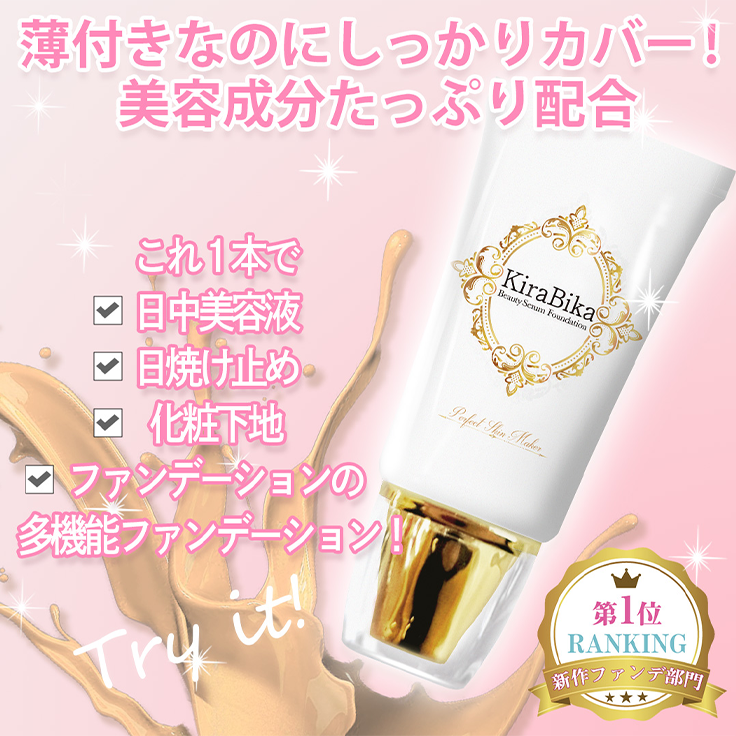 薄付きなのにしっかりカバー！
美容成分たっぷり配合
これ１本で
日中美容液
日焼け止め
化粧下地
ファンデーションの
多機能ファンデーション！
KiraBika
Beauty Serum Foundation
Perfect Skin Maker
Try it!
第1位
RANKING
新作ファンデ部門